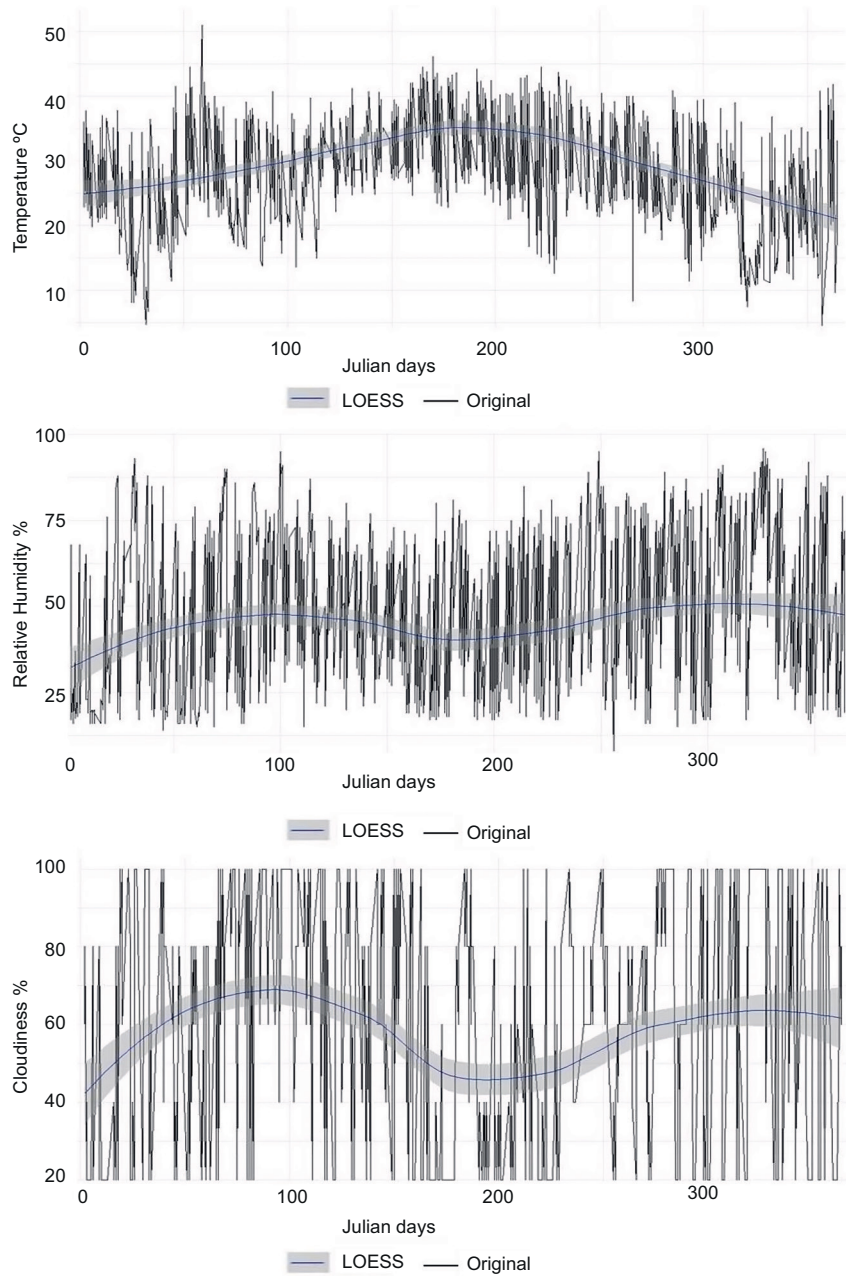 50
40
30
20
10
Temperature ºC
0 100 200 300
Julian days
LOESS Original
100
75
50
25
Relative Humidity %
0 100 200 300
Julian days
LOESS Original
100
80
60
40
20
Cloudiness %
0 100 200 300
Julian days
LOESS Original